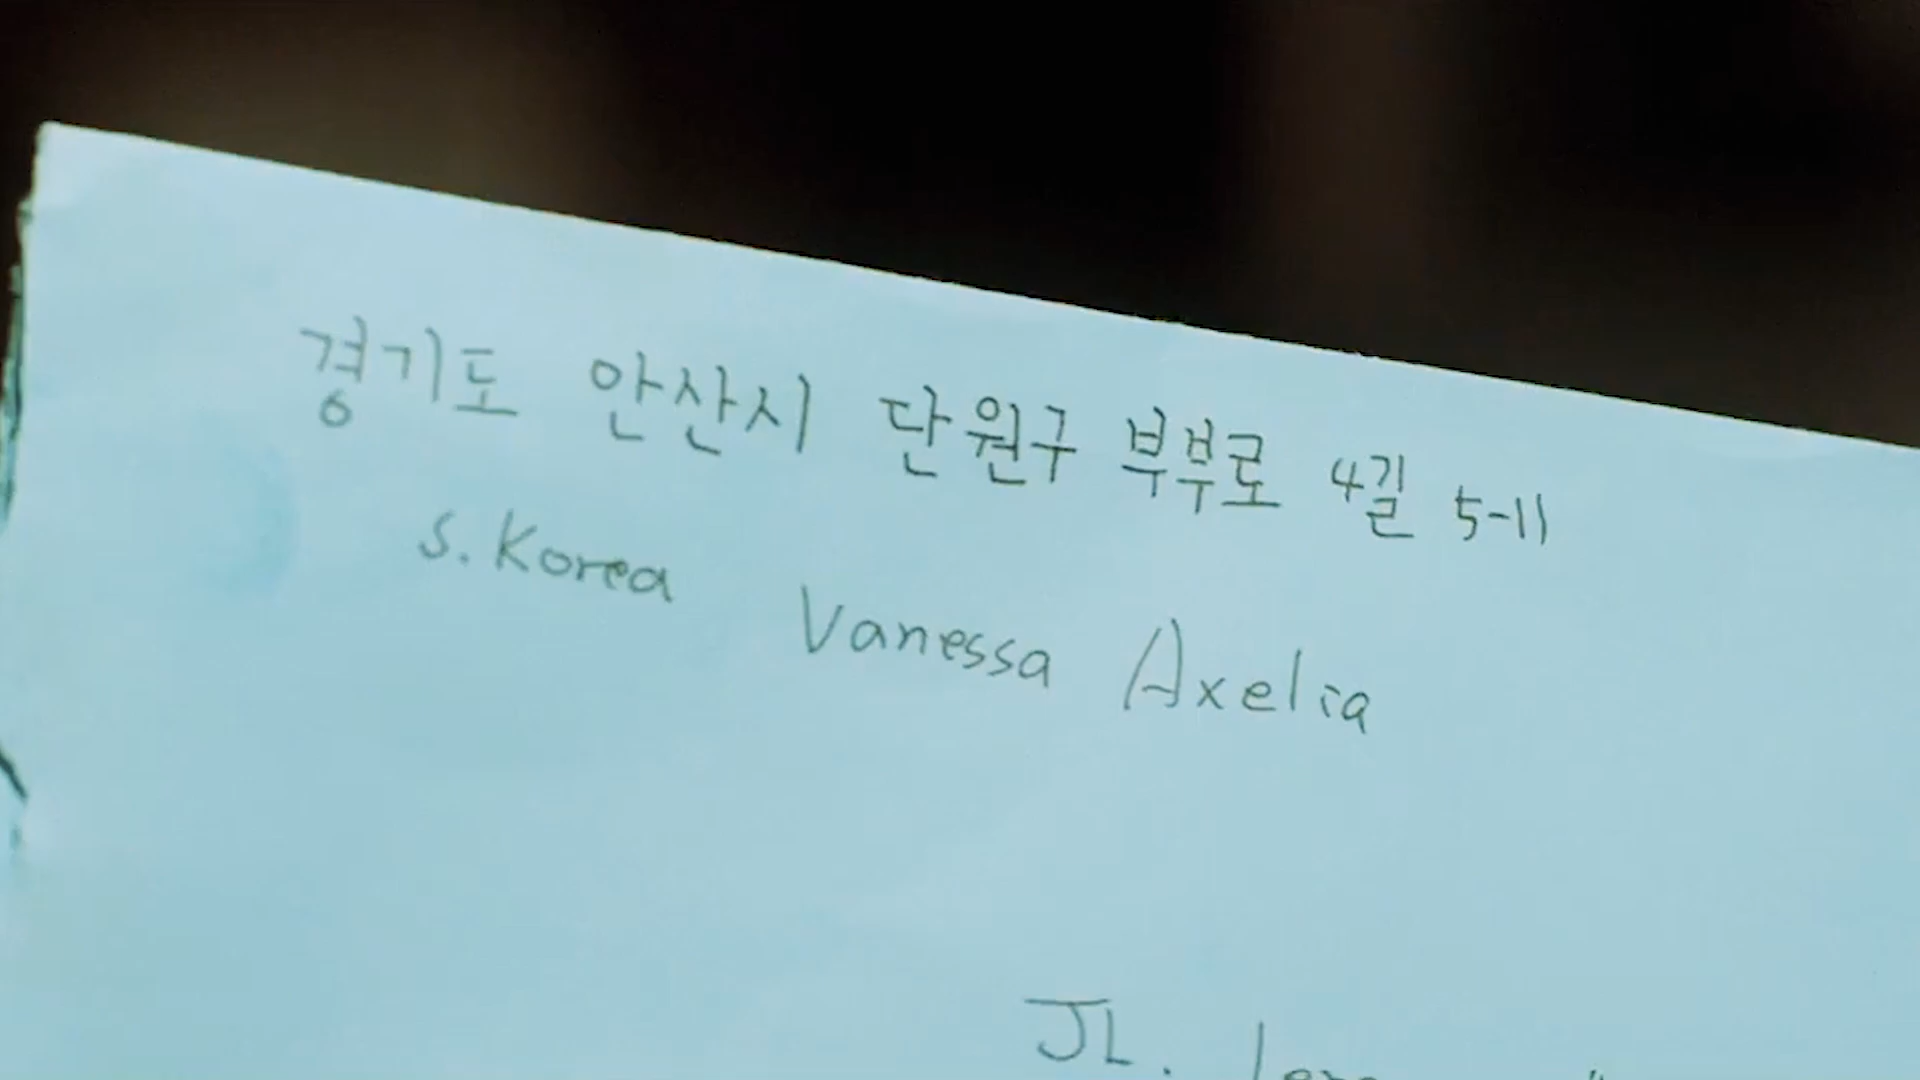 경기도 안산시 단원구 부부로 4길 5-11
S. Korea Vanessa Axelia
JL.